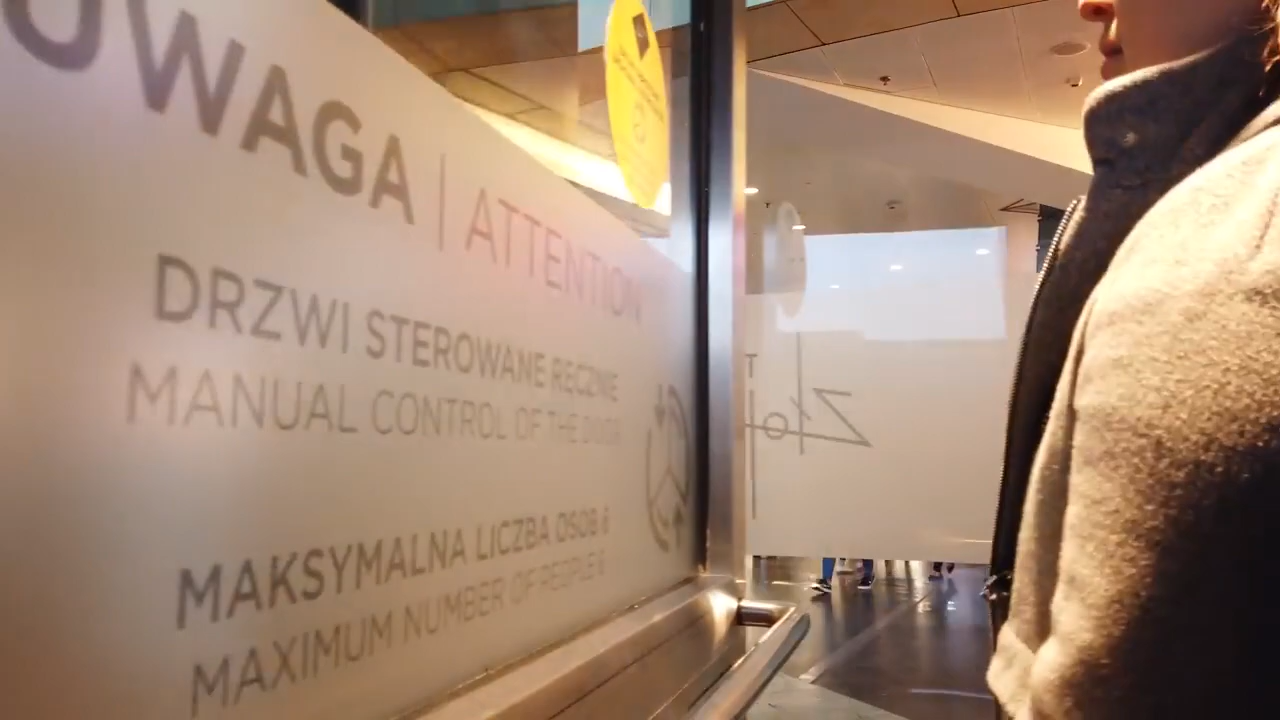 UWAGA | ATTENTION
DRZWI STEROWANE RĘCZNIE
MANUAL CONTROL OF THE DOOR
MAKSYMALNA LICZBA OSÓB 6
MAXIMUM NUMBER OF PEOPLE 6
Zło